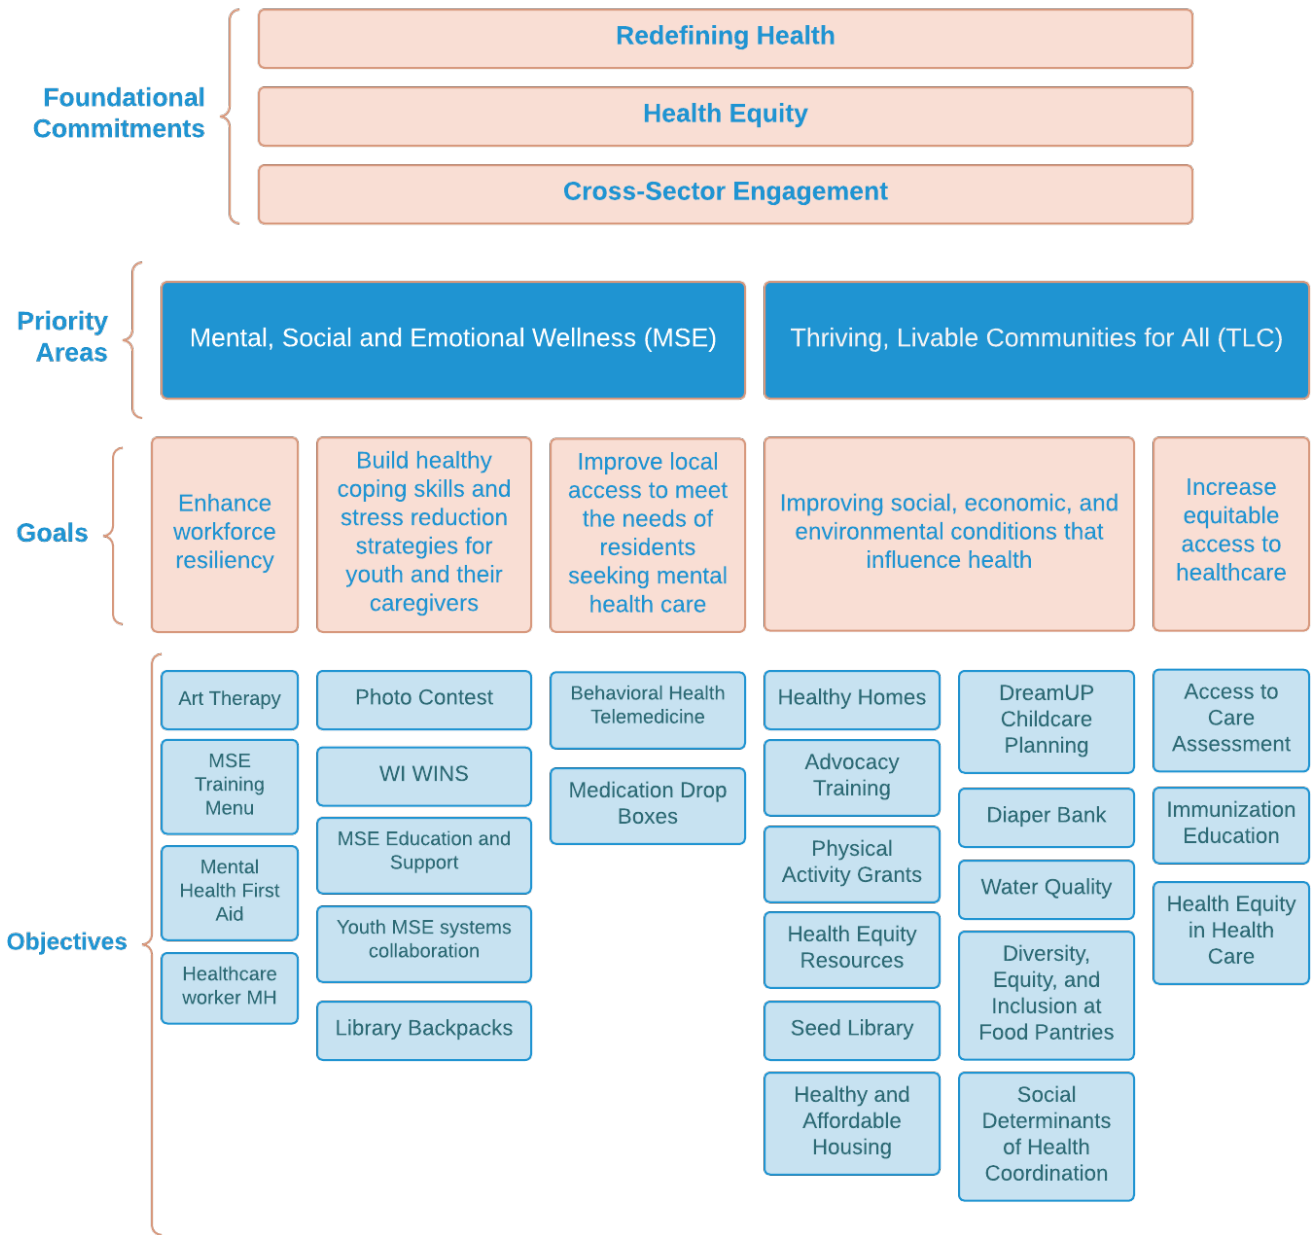 Foundational
Commitments
Redefining Health
Health Equity
Cross-Sector Engagement
Priority
Areas
Mental, Social and Emotional Wellness (MSE)
Thriving, Livable Communities for All (TLC)
Goals
Enhance
workforce
resiliency
Build healthy
coping skills and
stress reduction
strategies for
youth and their
caregivers
Improve local
access to meet
the needs of
residents
seeking mental
health care
Improving social, economic, and
environmental conditions that
influence health
Increase
equitable
access to
healthcare
Objectives
Art Therapy
MSE
Training
Menu
Mental
Health First
Aid
Healthcare
worker MH
Photo Contest
WI WINS
MSE Education and
Support
Youth MSE systems
collaboration
Library Backpacks
Behavioral Health
Telemedicine
Medication Drop
Boxes
Healthy Homes
Advocacy
Training
Physical
Activity Grants
Health Equity
Resources
Seed Library
Healthy and
Affordable
Housing
DreamUP
Childcare
Planning
Diaper Bank
Water Quality
Diversity,
Equity, and
Inclusion at
Food Pantries
Social
Determinants
of Health
Coordination
Access to
Care
Assessment
Immunization
Education
Health Equity
in Health
Care